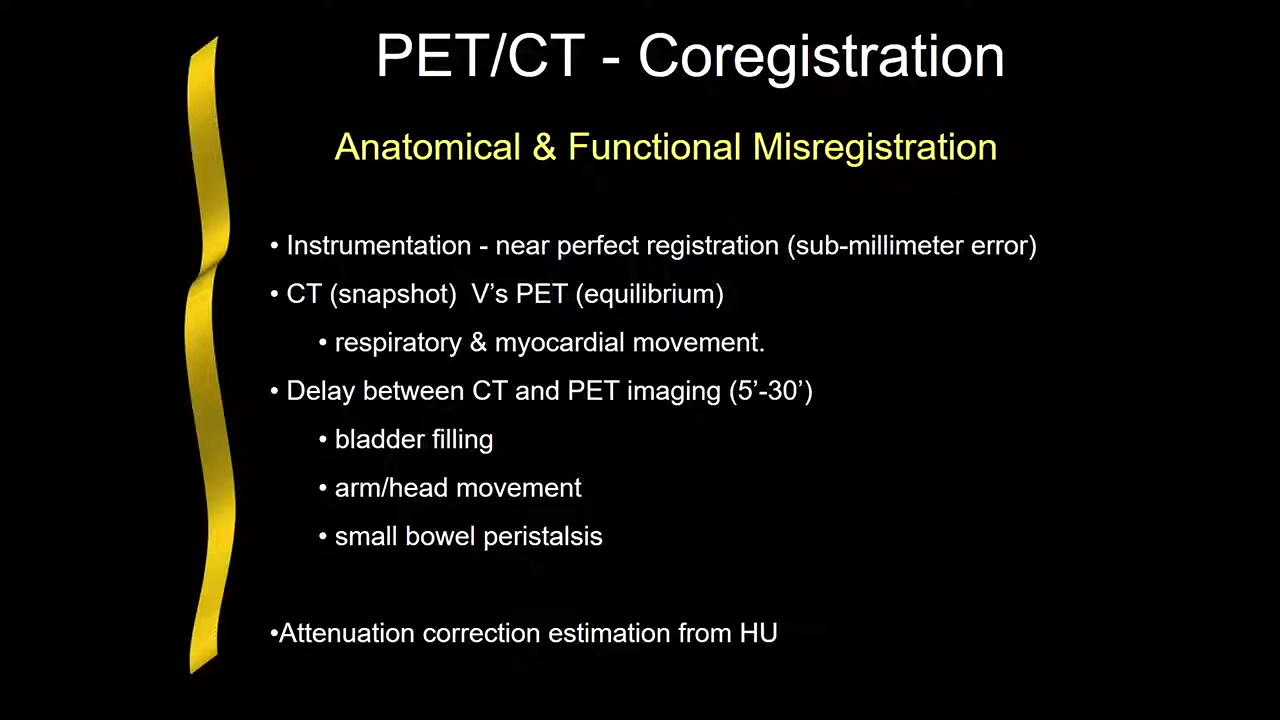 PET/CT - Coregistration
Anatomical & Functional Misregistration
• Instrumentation - near perfect registration (sub-millimeter error)
• CT (snapshot)  V’s PET (equilibrium)
• respiratory & myocardial movement.
• Delay between CT and PET imaging (5’-30’)
• bladder filling
• arm/head movement
• small bowel peristalsis
•Attenuation correction estimation from HU